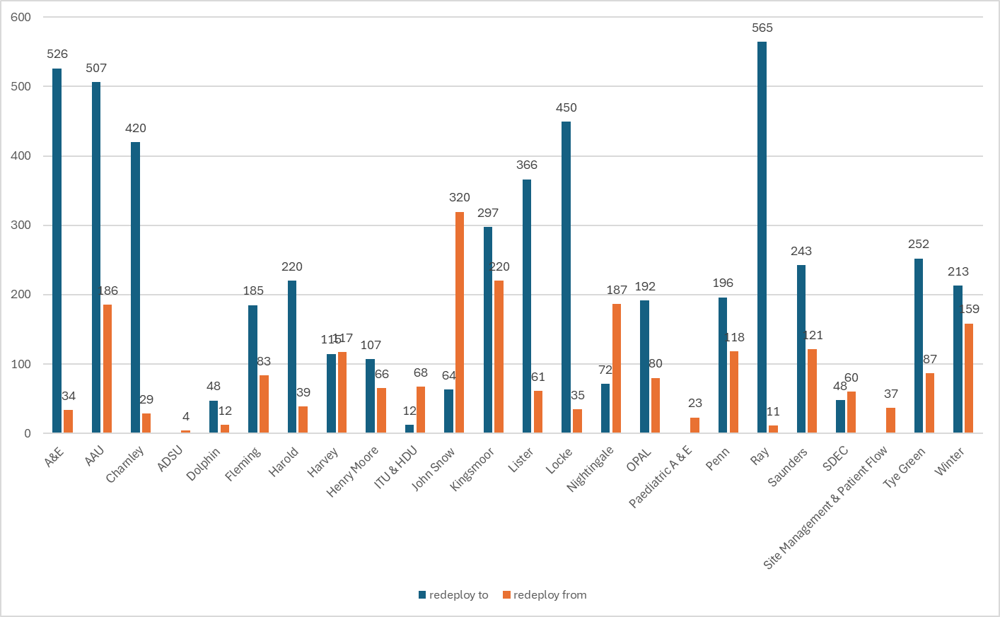 600
500
400
300
200
100
0
526
34
507
186
420
29
4
48
12
185
83
220
39
115
117
107
66
12
68
64
320
297
220
366
61
450
35
72
187
192
80
23
196
118
565
11
243
121
48
60
37
252
87
213
159
A&E
AAU
Charnley
ADSU
Dolphin
Fleming
Harold
Harvey
Henry Moore
ITU & HDU
John Snow
Kingsmoor
Lister
Locke
Nightingale
OPAL
Paediatric A & E
Penn
Ray
Saunders
SDEC
Site Management & Patient Flow
Tye Green
Winter
redeploy to
redeploy from